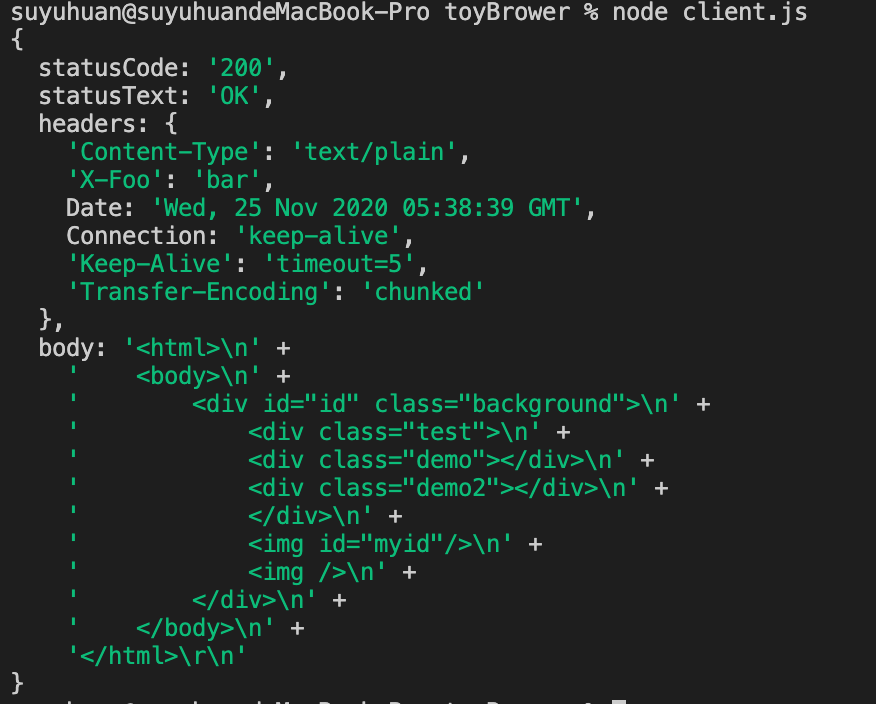 suyuhuan@suyuhuandeMacBook-Pro toyBrower % node client.js
{
  statusCode: '200',
  statusText: 'OK',
  headers: {
    'Content-Type': 'text/plain',
    'X-Foo': 'bar',
    Date: 'Wed, 25 Nov 2020 05:38:39 GMT',
    Connection: 'keep-alive',
    'Keep-Alive': 'timeout=5',
    'Transfer-Encoding': 'chunked'
  },
  body: '<html>\n' +
    '    <body>\n' +
    '        <div id="id" class="background">\n' +
    '            <div class="test">\n' +
    '            <div class="demo"></div>\n' +
    '            <div class="demo2"></div>\n' +
    '            </div>\n' +
    '            <img id="myid"/>\n' +
    '            <img />\n' +
    '        </div>\n' +
    '    </body>\n' +
    '</html>\r\n'
}